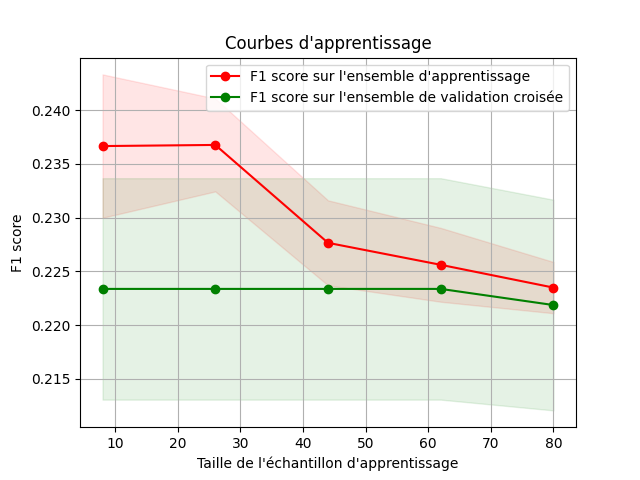 Courbes d'apprentissage
F1 score sur l'ensemble d'apprentissage
F1 score sur l'ensemble de validation croisée
0.240
0.235
0.230
0.225
0.220
0.215
F1 score
10 20 30 40 50 60 70 80
Taille de l'échantillon d'apprentissage